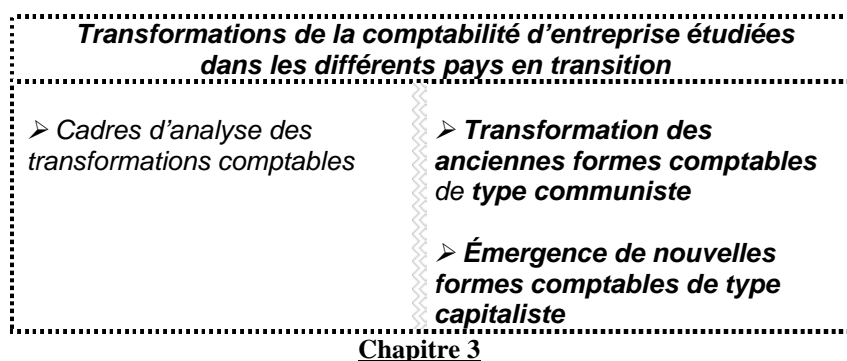 Transformations de la comptabilité d’entreprise étudiées
dans les différents pays en transition
➢ Cadres d’analyse des
transformations comptables
➢ Transformation des
anciennes formes comptables
de type communiste
➢ Émergence de nouvelles
formes comptables de type
capitaliste
Chapitre 3